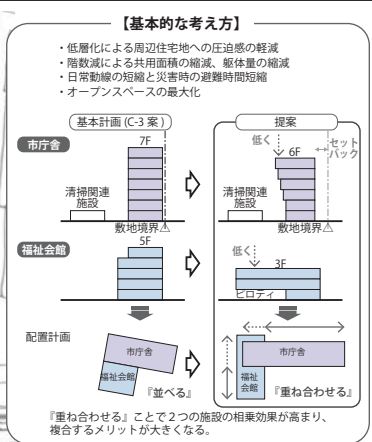 【基本的な考え方】
・低層化による周辺住宅地への圧迫感の軽減
・階数減による共用面積の縮減、躯体量の縮減
・日常動線の短縮と災害時の避難時間短縮
・オープンスペースの最大化
基本計画(C-3案)
提案
市庁舎
7F
清掃関連
施設
敷地境界
低く
6F
セット
バック
清掃関連
施設
敷地境界
福祉会館
5F
低く
3F
ピロティ
配置計画
市庁舎
福祉会館
『並べる』
市庁舎
福祉
会館
『重ね合わせる』
『重ね合わせる』ことで2つの施設の相乗効果が高まり、
複合するメリットが大きくなる。